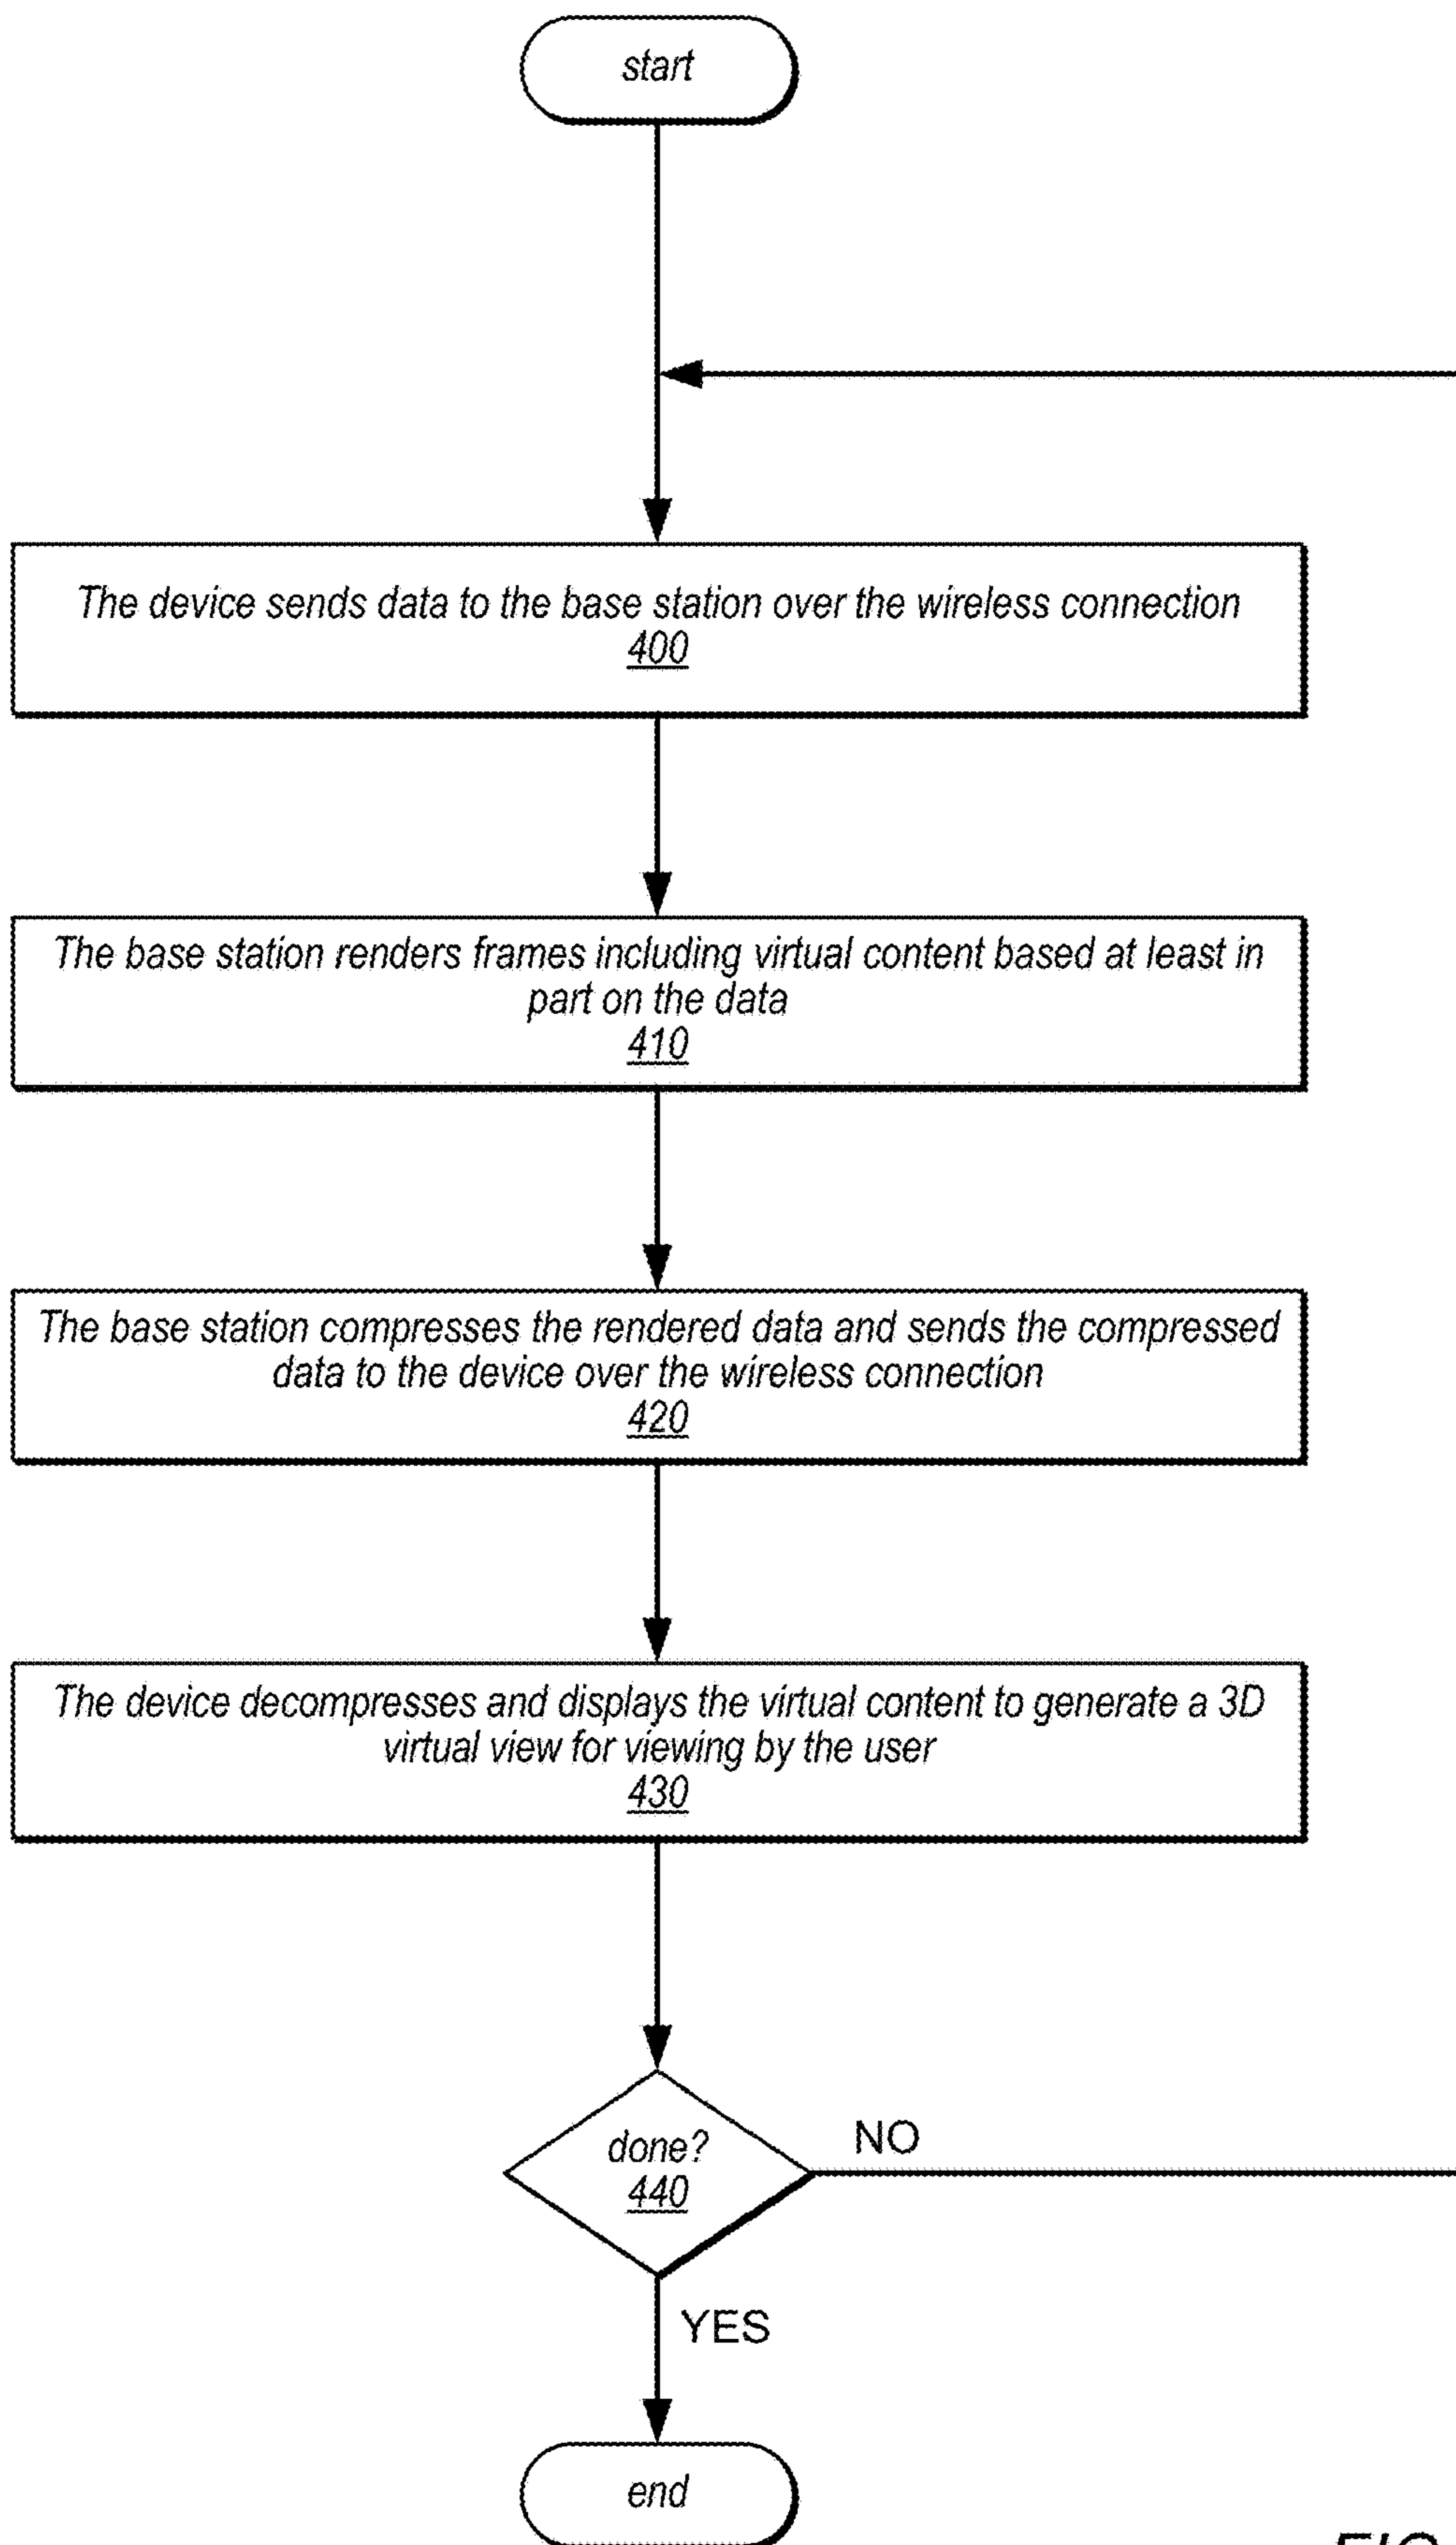 start
The device sends data to the base station over the wireless connection
400
The base station renders frames including virtual content based at least in
part on the data
410
The base station compresses the rendered data and sends the compressed
data to the device over the wireless connection
420
The device decompresses and displays the virtual content to generate a 3D
virtual view for viewing by the user
430
done?
440
NO
YES
end